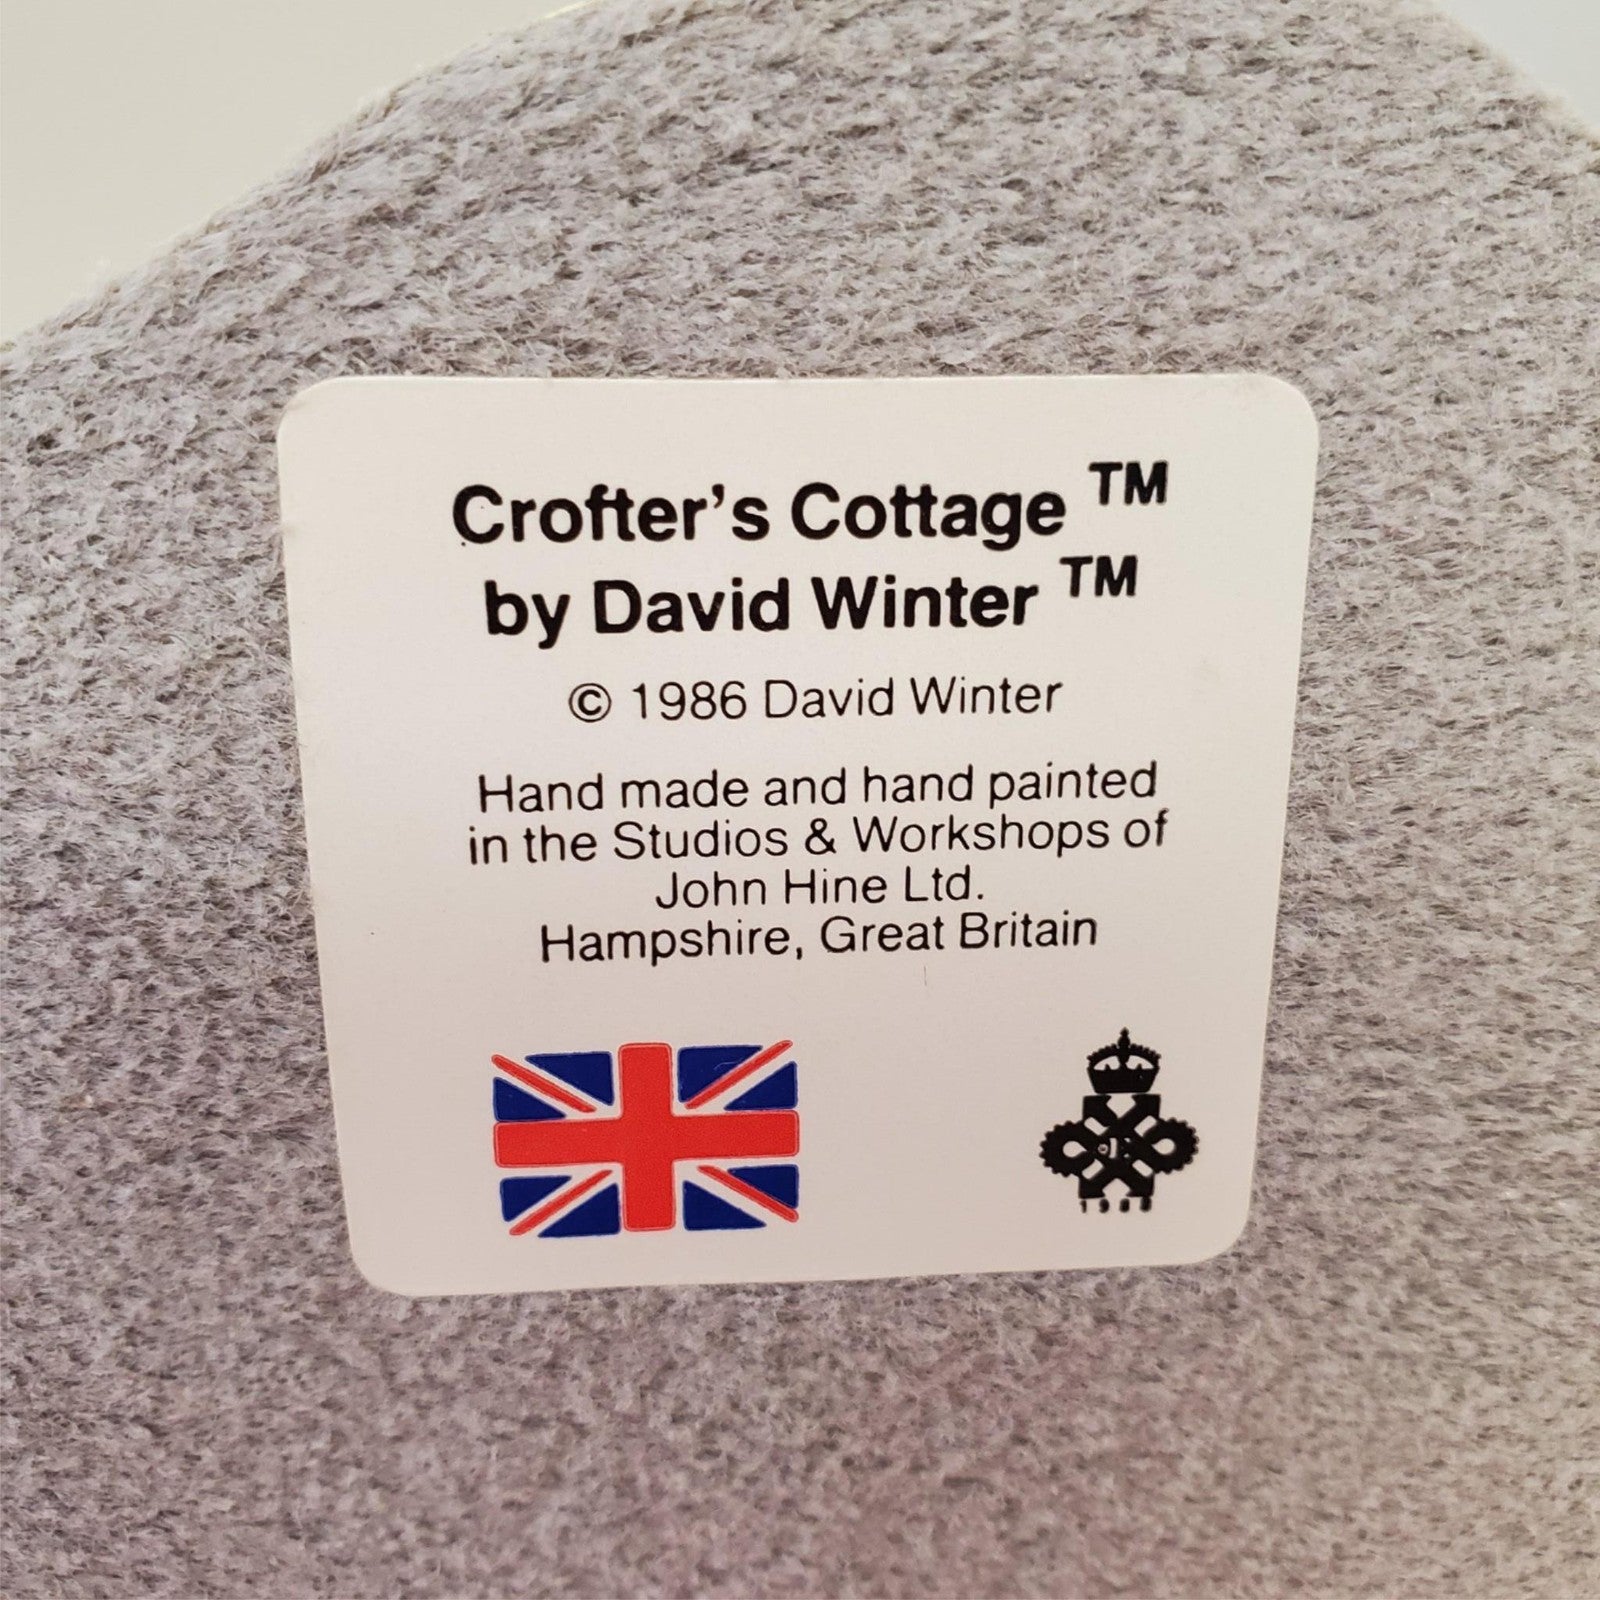 Crofter's Cottage ™
by David Winter ™
© 1986 David Winter
Hand made and hand painted
in the Studios & Workshops of
John Hine Ltd.
Hampshire, Great Britain